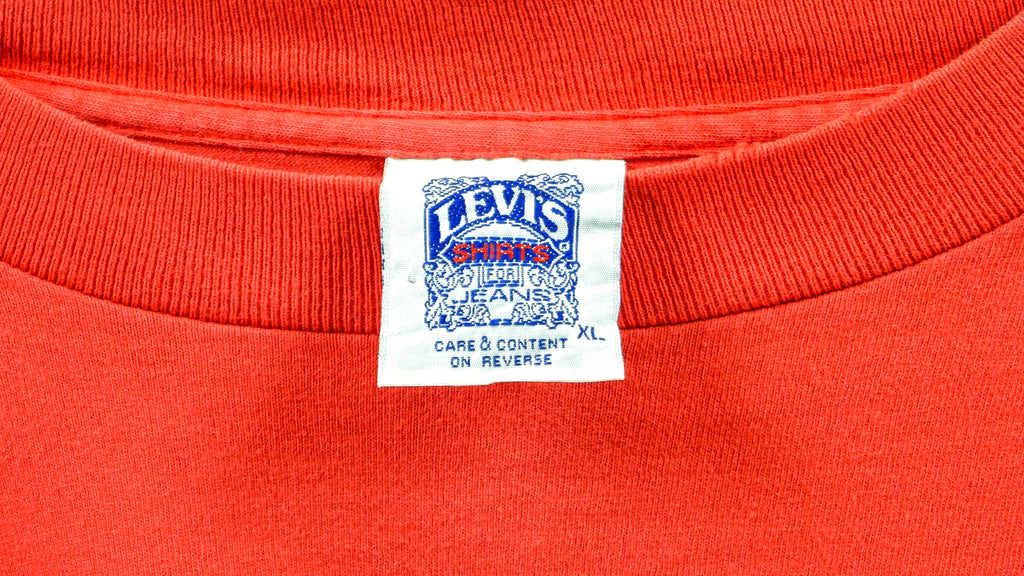 LEVI'S
SHIRTS
FOR
JEANS
XL
CARE & CONTENT
ON REVERSE